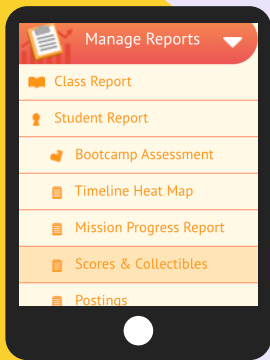 Manage Reports
Class Report
Student Report
Bootcamp Assessment
Timeline Heat Map
Mission Progress Report
Scores & Collectibles
Postings